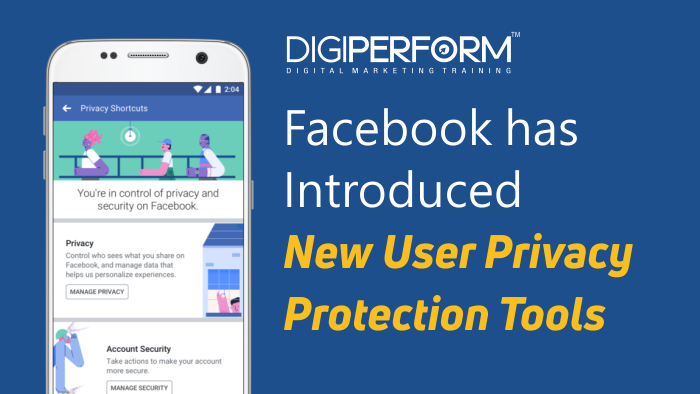 DIGIPERFORM™
DIGITAL MARKETING TRAINING
Facebook has
Introduced
New User Privacy
Protection Tools
2:04
Privacy Shortcuts
You're in control of privacy and
security on Facebook.
Privacy
Control who sees what you share on
Facebook, and manage data that
helps us personalize experiences.
MANAGE PRIVACY
Account Security
Take actions to make your account
more secure.
MANAGE SECURITY